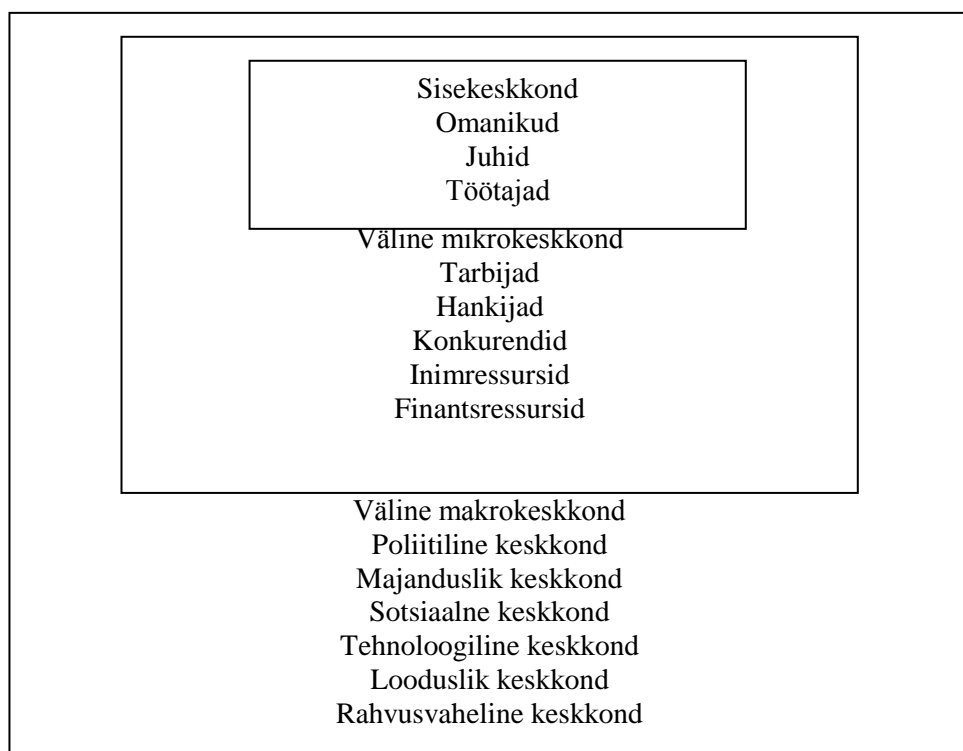 Sisekeskkond
Omanikud
Juhid
Töötajad
Väline mikrokeskkond
Tarbijad
Hankijad
Konkurendid
Inimressursid
Finantsressursid
Väline makrokeskkond
Poliitiline keskkond
Majanduslik keskkond
Sotsiaalne keskkond
Tehnoloogiline keskkond
Looduslik keskkond
Rahvusvaheline keskkond